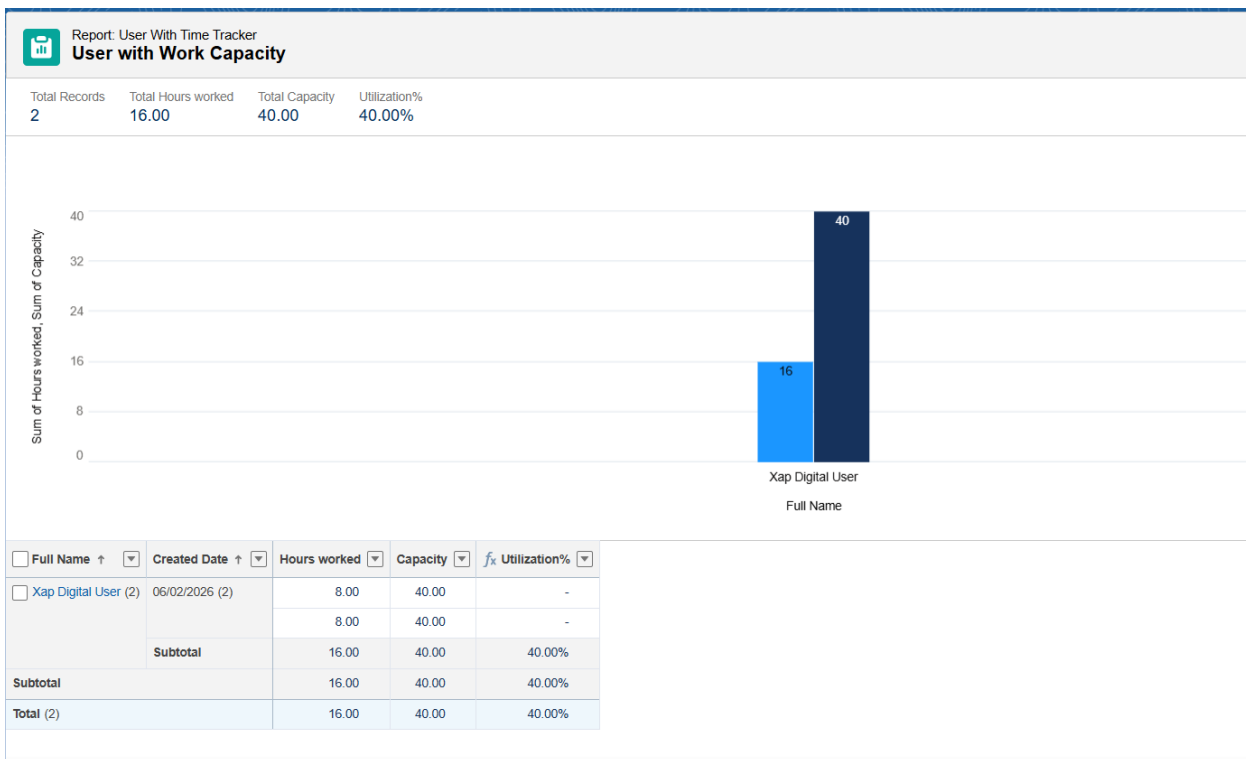 Report: User With Time Tracker
User with Work Capacity
Total Records Total Hours worked Total Capacity Utilization%
2 16.00 40.00 40.00%
Sum of Hours worked, Sum of Capacity
40
32
24
16
8
0
40
16
Xap Digital User
Full Name
Full Name ↑ Created Date ↑ Hours worked Capacity fx Utilization%
Xap Digital User (2) 06/02/2026 (2) 8.00 40.00 -
8.00 40.00 -
Subtotal 16.00 40.00 40.00%
Subtotal 16.00 40.00 40.00%
Total (2) 16.00 40.00 40.00%